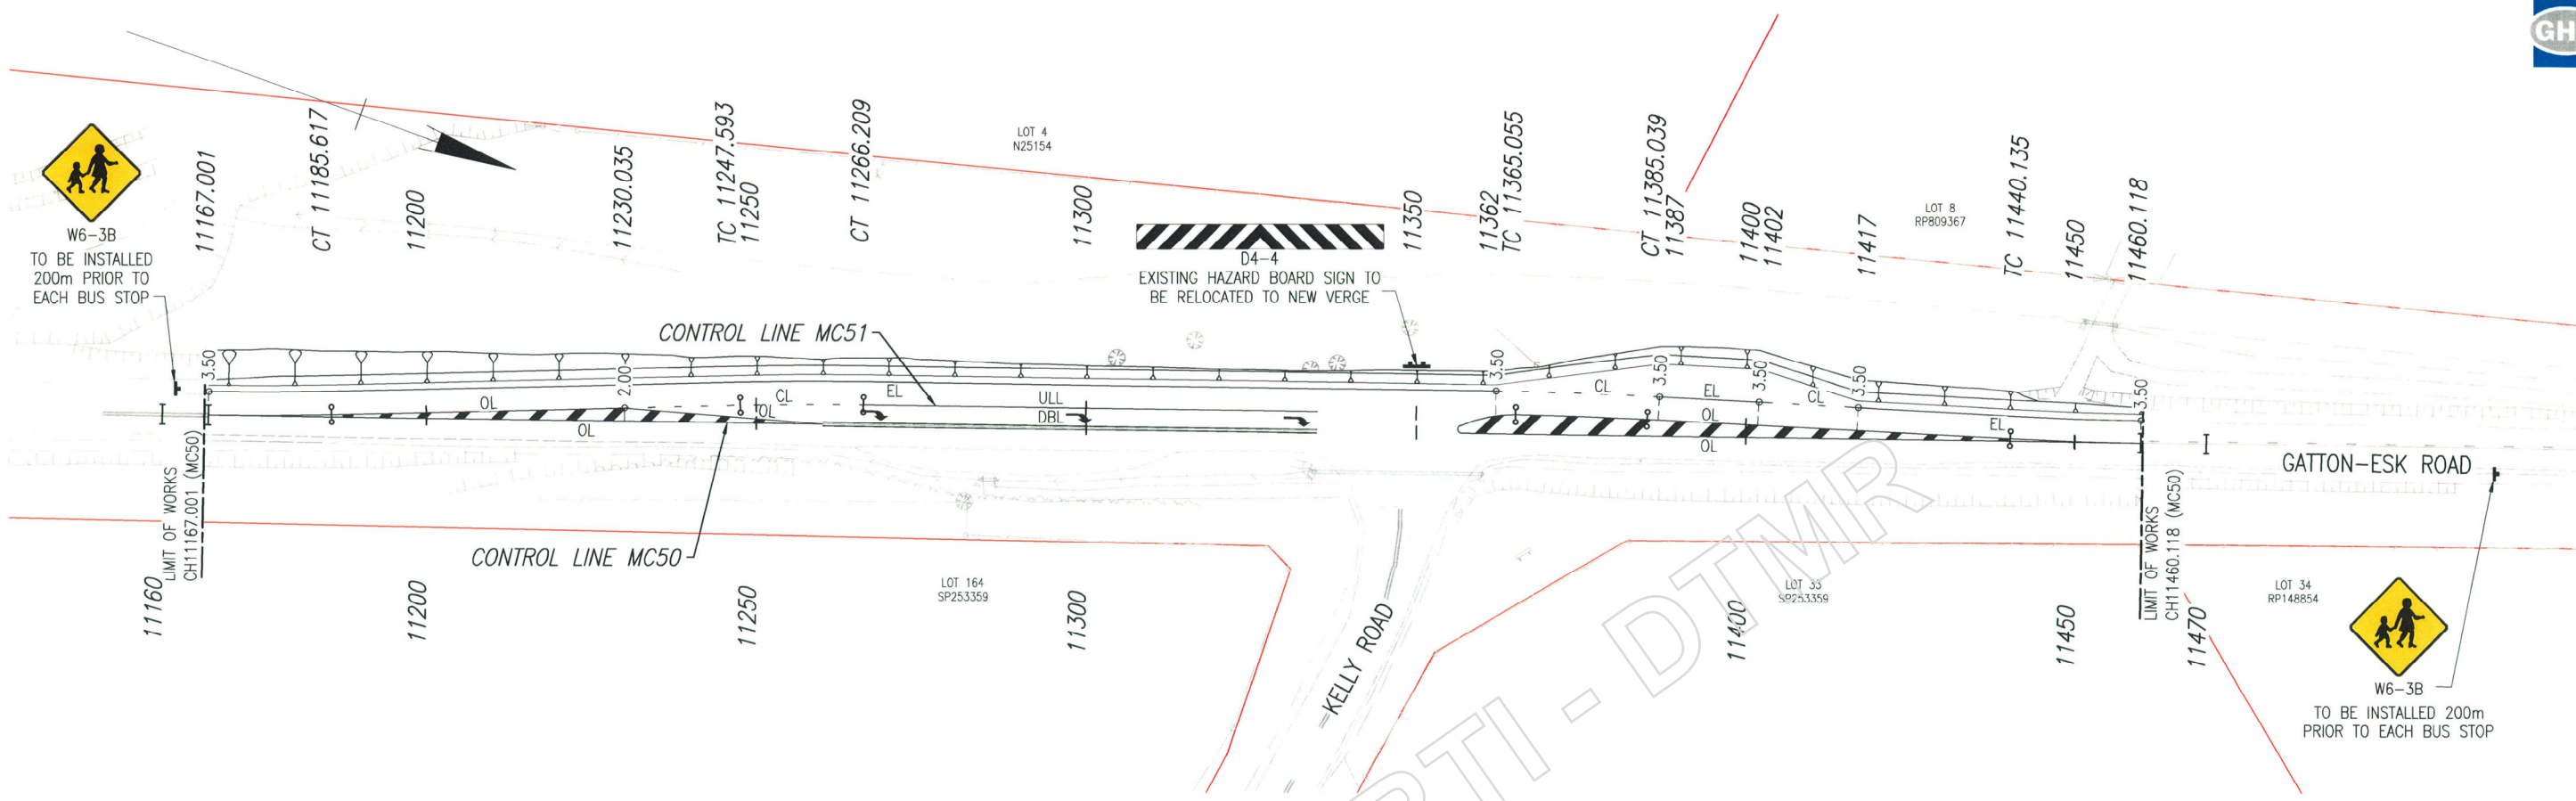 GH
W6-3B
TO BE INSTALLED
200m PRIOR TO
EACH BUS STOP
11167.001
CT 11185.617
11200
11230.035
TC 11247.593
11250
CT 11266.209
LOT 4
N25154
11300
D4-4
EXISTING HAZARD BOARD SIGN TO
BE RELOCATED TO NEW VERGE
11350
11362
TC 11365.055
CT 11385.039
11387
11400
11402
11417
LOT 8
RP809367
TC 11440.135
11450
11460.118
CONTROL LINE MC51
3.50
2.00
3.50
3.50
3.50
3.50
3.50
OL
OL
OL
CL
EL
ULL
DBL
CL
EL
OL
OL
CL
EL
GATTON-ESK ROAD
LIMIT OF WORKS
CH11167.001 (MC50)
CONTROL LINE MC50
11160
11200
11250
LOT 164
SP253359
11300
KELLY ROAD
LOT 33
SP253359
11400
11450
LIMIT OF WORKS
CH11460.118 (MC50)
11470
LOT 34
RP148854
W6-3B
TO BE INSTALLED 200m
PRIOR TO EACH BUS STOP
RTI - DTMR